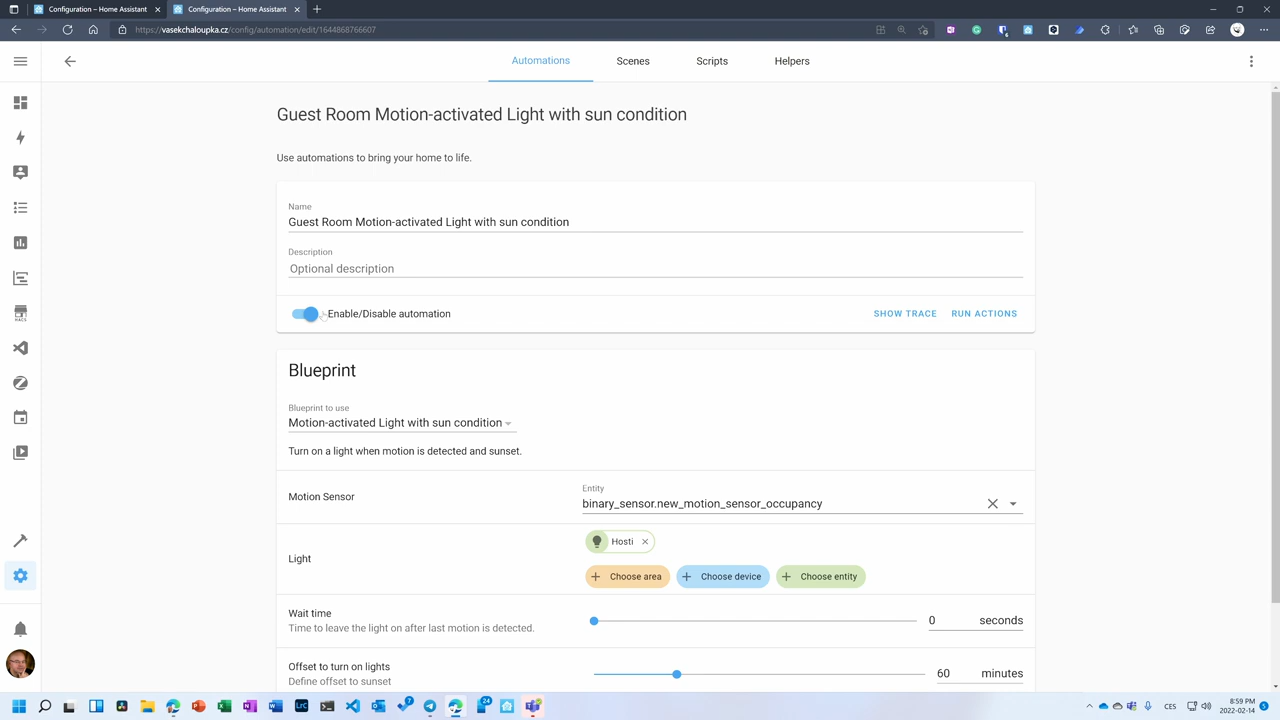 Configuration – Home Assistant
Configuration – Home Assistant
https://vasekchaloupka.cz/config/automation/edit/1644868766607
Automations
Scenes
Scripts
Helpers
Guest Room Motion-activated Light with sun condition
Use automations to bring your home to life.
Name
Guest Room Motion-activated Light with sun condition
Description
Optional description
Enable/Disable automation
SHOW TRACE
RUN ACTIONS
Blueprint
Blueprint to use
Motion-activated Light with sun condition
Turn on a light when motion is detected and sunset.
Motion Sensor
Entity
binary_sensor.new_motion_sensor_occupancy
Light
Hosti
Choose area
Choose device
Choose entity
Wait time
Time to leave the light on after last motion is detected.
0 seconds
Offset to turn on lights
Define offset to sunset
60 minutes
HACS
LrC
7
24
CES
8:59 PM
2022-02-14
5